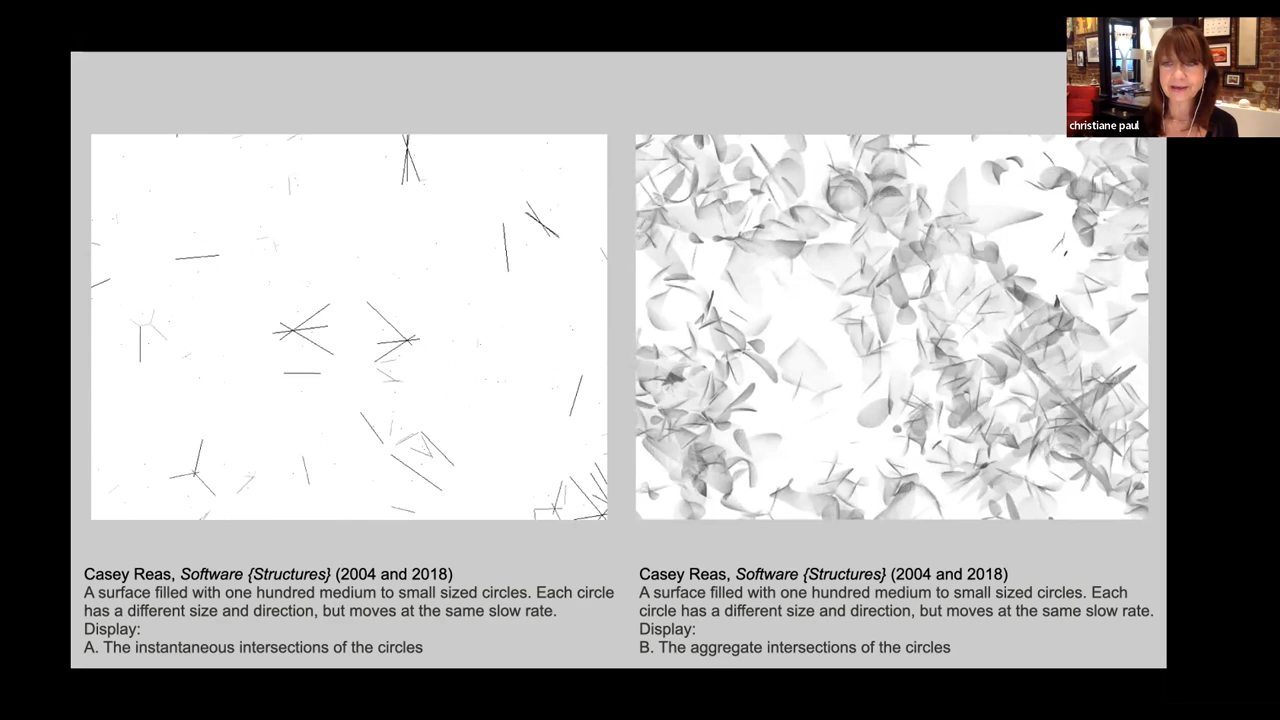 christiane paul
Casey Reas, Software {Structures} (2004 and 2018)
A surface filled with one hundred medium to small sized circles. Each circle
has a different size and direction, but moves at the same slow rate.
Display:
A. The instantaneous intersections of the circles
Casey Reas, Software {Structures} (2004 and 2018)
A surface filled with one hundred medium to small sized circles. Each
circle has a different size and direction, but moves at the same slow rate.
Display:
B. The aggregate intersections of the circles